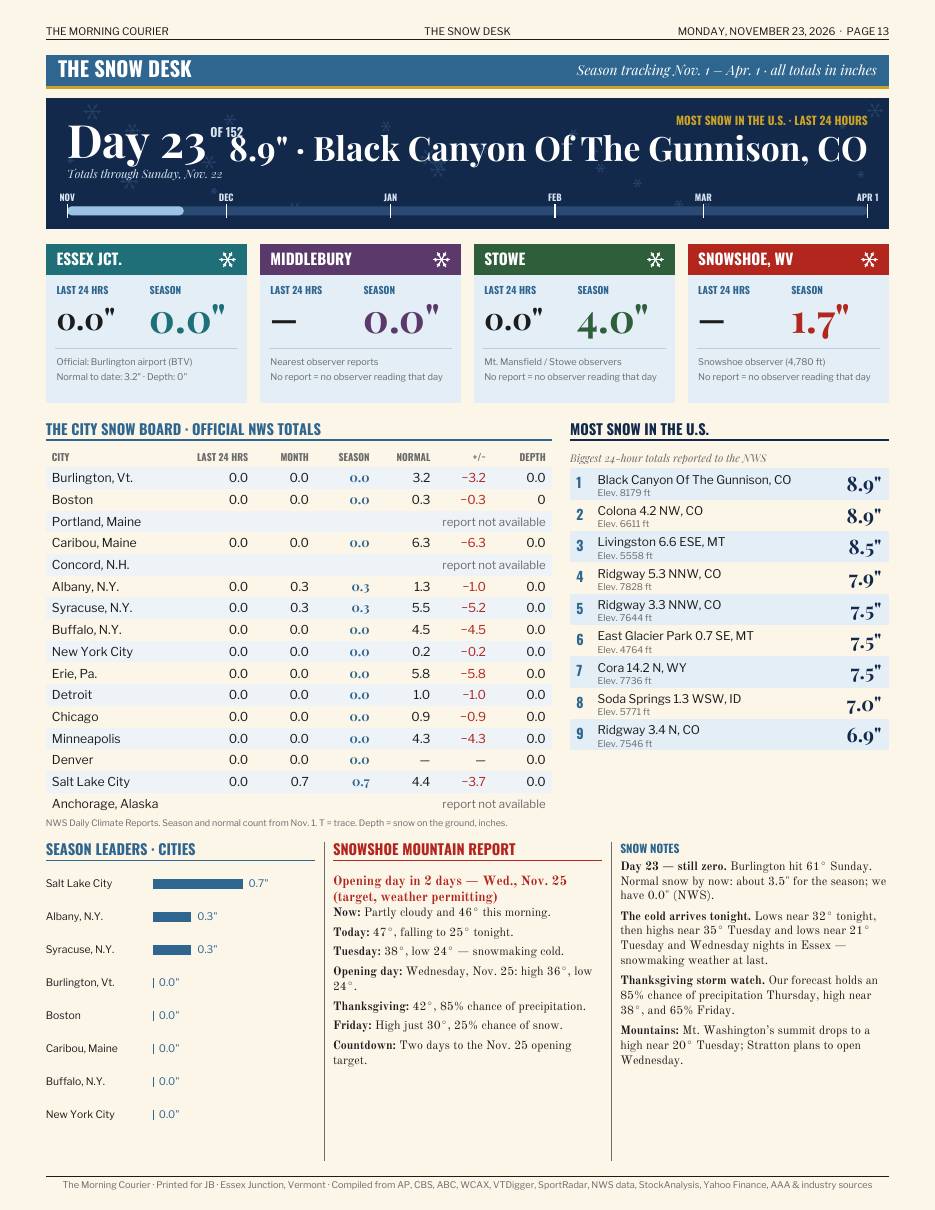 THE MORNING COURIER THE SNOW DESK MONDAY, NOVEMBER 23, 2026 · PAGE 13
THE SNOW DESK Season tracking Nov. 1 – Apr. 1 · all totals in inches
MOST SNOW IN THE U.S. · LAST 24 HOURS
Day 23 OF 152 8.9" · Black Canyon Of The Gunnison, CO
Totals through Sunday, Nov. 22
NOV DEC JAN FEB MAR APR 1
ESSEX JCT.
LAST 24 HRS SEASON
0.0" 0.0"
Official: Burlington airport (BTV)
Normal to date: 3.2" · Depth: 0"
MIDDLEBURY
LAST 24 HRS SEASON
— 0.0"
Nearest observer reports
No report = no observer reading that day
STOWE
LAST 24 HRS SEASON
0.0" 4.0"
Mt. Mansfield / Stowe observers
No report = no observer reading that day
SNOWSHOE, WV
LAST 24 HRS SEASON
— 1.7"
Snowshoe observer (4,780 ft)
No report = no observer reading that day
THE CITY SNOW BOARD · OFFICIAL NWS TOTALS
CITY LAST 24 HRS MONTH SEASON NORMAL +/− DEPTH
Burlington, Vt. 0.0 0.0 0.0 3.2 −3.2 0.0
Boston 0.0 0.0 0.0 0.3 −0.3 0
Portland, Maine report not available
Caribou, Maine 0.0 0.0 0.0 6.3 −6.3 0.0
Concord, N.H. report not available
Albany, N.Y. 0.0 0.3 0.3 1.3 −1.0 0.0
Syracuse, N.Y. 0.0 0.3 0.3 5.5 −5.2 0.0
Buffalo, N.Y. 0.0 0.0 0.0 4.5 −4.5 0.0
New York City 0.0 0.0 0.0 0.2 −0.2 0.0
Erie, Pa. 0.0 0.0 0.0 5.8 −5.8 0.0
Detroit 0.0 0.0 0.0 1.0 −1.0 0.0
Chicago 0.0 0.0 0.0 0.9 −0.9 0.0
Minneapolis 0.0 0.0 0.0 4.3 −4.3 0.0
Denver 0.0 0.0 0.0 — — 0.0
Salt Lake City 0.0 0.7 0.7 4.4 −3.7 0.0
Anchorage, Alaska report not available
NWS Daily Climate Reports. Season and normal count from Nov. 1. T = trace. Depth = snow on the ground, inches.
MOST SNOW IN THE U.S.
Biggest 24-hour totals reported to the NWS
1 Black Canyon Of The Gunnison, CO 8.9"
Elev. 8179 ft
2 Colona 4.2 NW, CO 8.9"
Elev. 6611 ft
3 Livingston 6.6 ESE, MT 8.5"
Elev. 5558 ft
4 Ridgway 5.3 NNW, CO 7.9"
Elev. 7828 ft
5 Ridgway 3.3 NNW, CO 7.5"
Elev. 7644 ft
6 East Glacier Park 0.7 SE, MT 7.5"
Elev. 4764 ft
7 Cora 14.2 N, WY 7.5"
Elev. 7736 ft
8 Soda Springs 1.3 WSW, ID 7.0"
Elev. 5771 ft
9 Ridgway 3.4 N, CO 6.9"
Elev. 7546 ft
SEASON LEADERS · CITIES
Salt Lake City 0.7"
Albany, N.Y. 0.3"
Syracuse, N.Y. 0.3"
Burlington, Vt. 0.0"
Boston 0.0"
Caribou, Maine 0.0"
Buffalo, N.Y. 0.0"
New York City 0.0"
SNOWSHOE MOUNTAIN REPORT
Opening day in 2 days — Wed., Nov. 25
(target, weather permitting)
Now: Partly cloudy and 46° this morning.
Today: 47°, falling to 25° tonight.
Tuesday: 38°, low 24° — snowmaking cold.
Opening day: Wednesday, Nov. 25: high 36°, low
24°.
Thanksgiving: 42°, 85% chance of precipitation.
Friday: High just 30°, 25% chance of snow.
Countdown: Two days to the Nov. 25 opening
target.
SNOW NOTES
Day 23 — still zero. Burlington hit 61° Sunday.
Normal snow by now: about 3.5" for the season; we
have 0.0" (NWS).
The cold arrives tonight. Lows near 32° tonight,
then highs near 35° Tuesday and lows near 21°
Tuesday and Wednesday nights in Essex —
snowmaking weather at last.
Thanksgiving storm watch. Our forecast holds an
85% chance of precipitation Thursday, high near
38°, and 65% Friday.
Mountains: Mt. Washington's summit drops to a
high near 20° Tuesday; Stratton plans to open
Wednesday.
The Morning Courier · Printed for JB · Essex Junction, Vermont · Compiled from AP, CBS, ABC, WCAX, VTDigger, SportRadar, NWS data, StockAnalysis, Yahoo Finance, AAA & industry sources